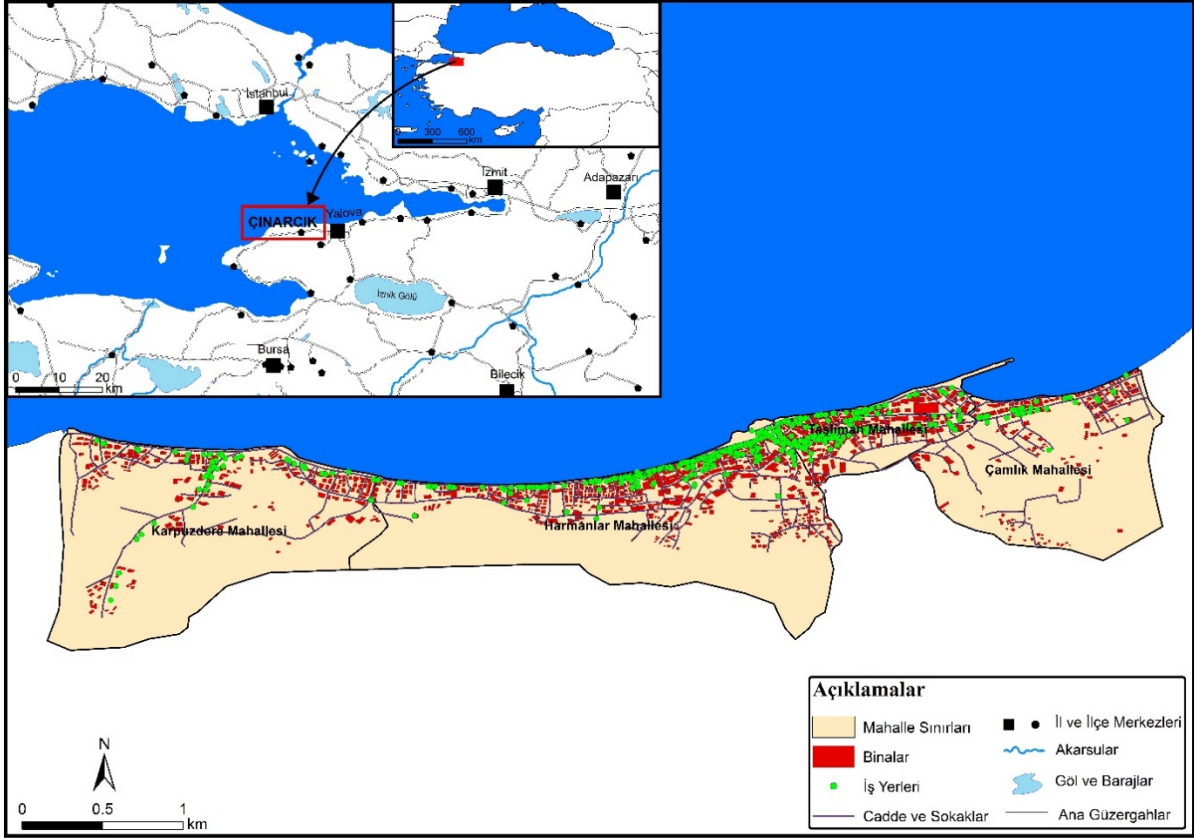 İstanbul
İzmit
Adapazarı
ÇINARCIK
Yalova
İznik Gölü
Bursa
Bilecik
0 10 20
km
0 300 600
km
Taşliman Mahallesi
Çamlık Mahallesi
Karpuzdere Mahallesi
Harmanlar Mahallesi
N
0 0.5 1
km
Açıklamalar
Mahalle Sınırları
Binalar
İş Yerleri
Cadde ve Sokaklar
İl ve İlçe Merkezleri
Akarsular
Göl ve Barajlar
Ana Güzergahlar